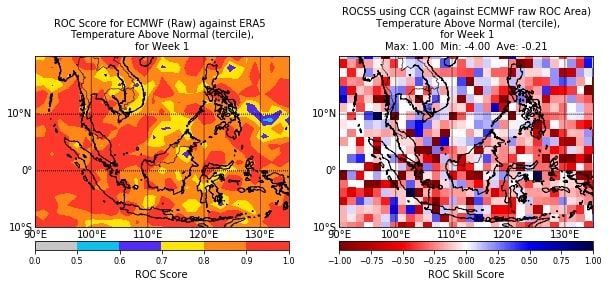 ROC Score for ECMWF (Raw) against ERA5
Temperature Above Normal (tercile),
for Week 1
10°N
0°
10°S
90°E 100°E 110°E 120°E 130°E
0.0 0.5 0.6 0.7 0.8 0.9 1.0
ROC Score
ROCSS using CCR (against ECMWF raw ROC Area)
Temperature Above Normal (tercile),
for Week 1
Max: 1.00 Min: -4.00 Ave: -0.21
10°N
0°
10°S
90°E 100°E 110°E 120°E 130°E
−1.00 −0.75 −0.50 −0.25 0.00 0.25 0.50 0.75 1.00
ROC Skill Score